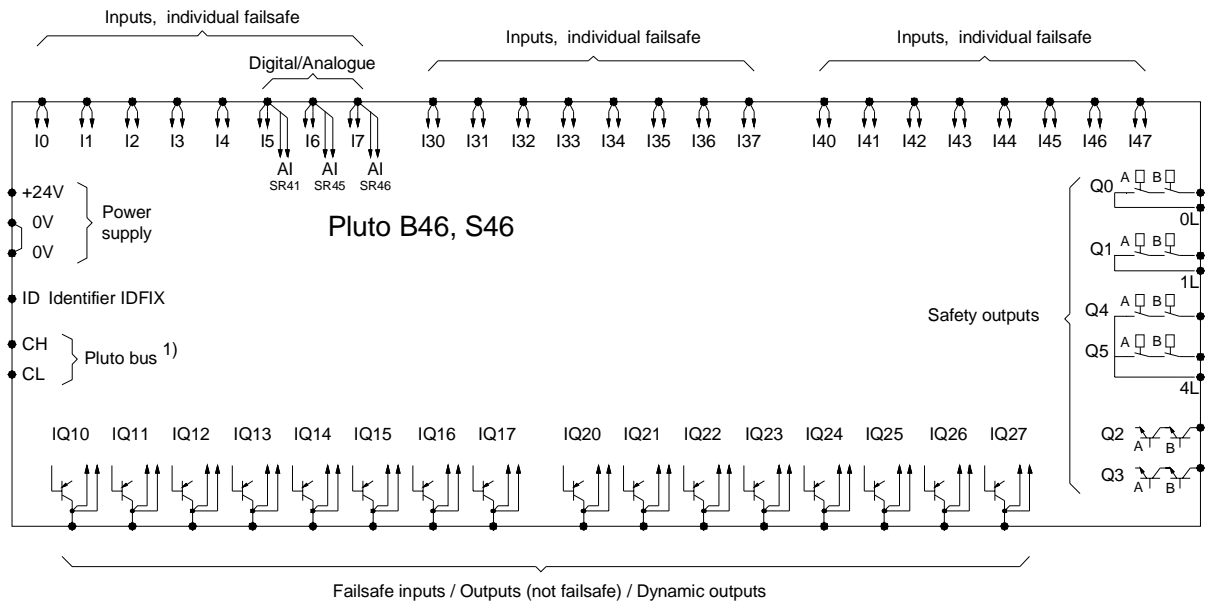 Inputs, individual failsafe
Inputs, individual failsafe
Inputs, individual failsafe
Digital/Analogue
I0 I1 I2 I3 I4 I5 I6 I7 I30 I31 I32 I33 I34 I35 I36 I37 I40 I41 I42 I43 I44 I45 I46 I47
AI AI AI
SR41 SR45 SR46
+24V
0V
0V
Power
supply
Pluto B46, S46
ID Identifier IDFIX
CH
CL
Pluto bus 1)
Safety outputs
Q0 A B
0L
Q1 A B
1L
Q4 A B
Q5 A B
4L
Q2 A B
Q3 A B
IQ10 IQ11 IQ12 IQ13 IQ14 IQ15 IQ16 IQ17 IQ20 IQ21 IQ22 IQ23 IQ24 IQ25 IQ26 IQ27
Failsafe inputs / Outputs (not failsafe) / Dynamic outputs